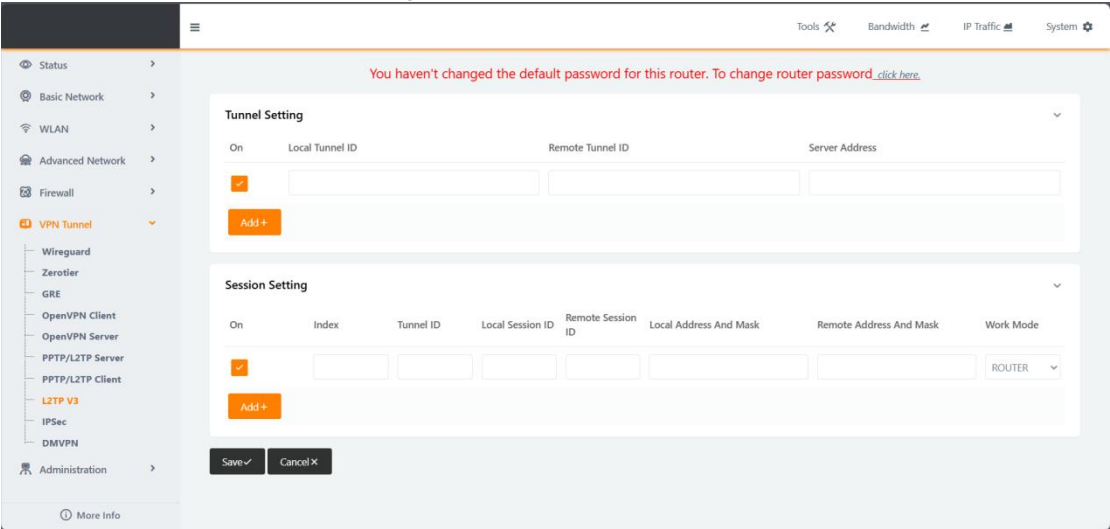 Tools Bandwidth IP Traffic System
Status
Basic Network
WLAN
Advanced Network
Firewall
VPN Tunnel
Wireguard
Zerotier
GRE
OpenVPN Client
OpenVPN Server
PPTP/L2TP Server
PPTP/L2TP Client
L2TP V3
IPSec
DMVPN
Administration
More Info
You haven't changed the default password for this router. To change router password click here.
Tunnel Setting
On Local Tunnel ID Remote Tunnel ID Server Address
Add+
Session Setting
On Index Tunnel ID Local Session ID Remote Session ID Local Address And Mask Remote Address And Mask Work Mode
ROUTER
Add+
Save Cancel